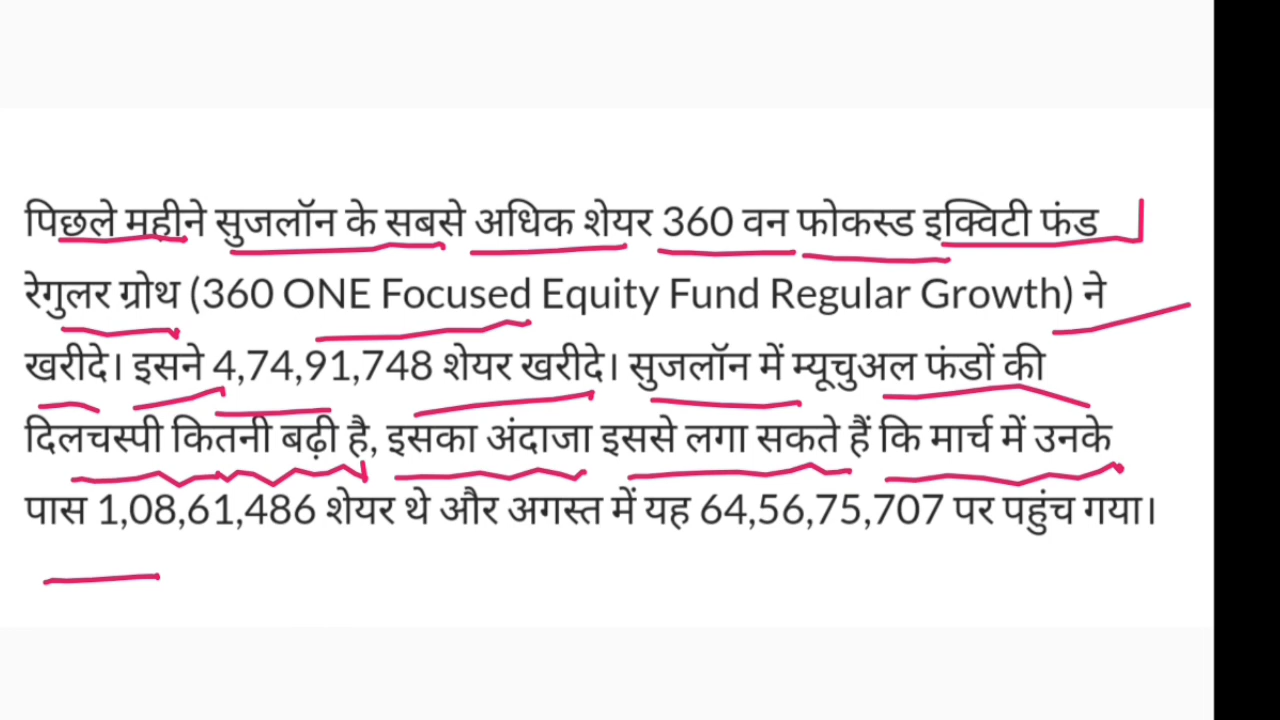 पिछले महीने सुजलॉन के सबसे अधिक शेयर 360 वन फोकस्ड इक्विटी फंड
रेगुलर ग्रोथ (360 ONE Focused Equity Fund Regular Growth) ने
खरीदे। इसने 4,74,91,748 शेयर खरीदे। सुजलॉन में म्यूचुअल फंडों की
दिलचस्पी कितनी बढ़ी है, इसका अंदाजा इससे लगा सकते हैं कि मार्च में उनके
पास 1,08,61,486 शेयर थे और अगस्त में यह 64,56,75,707 पर पहुंच गया।